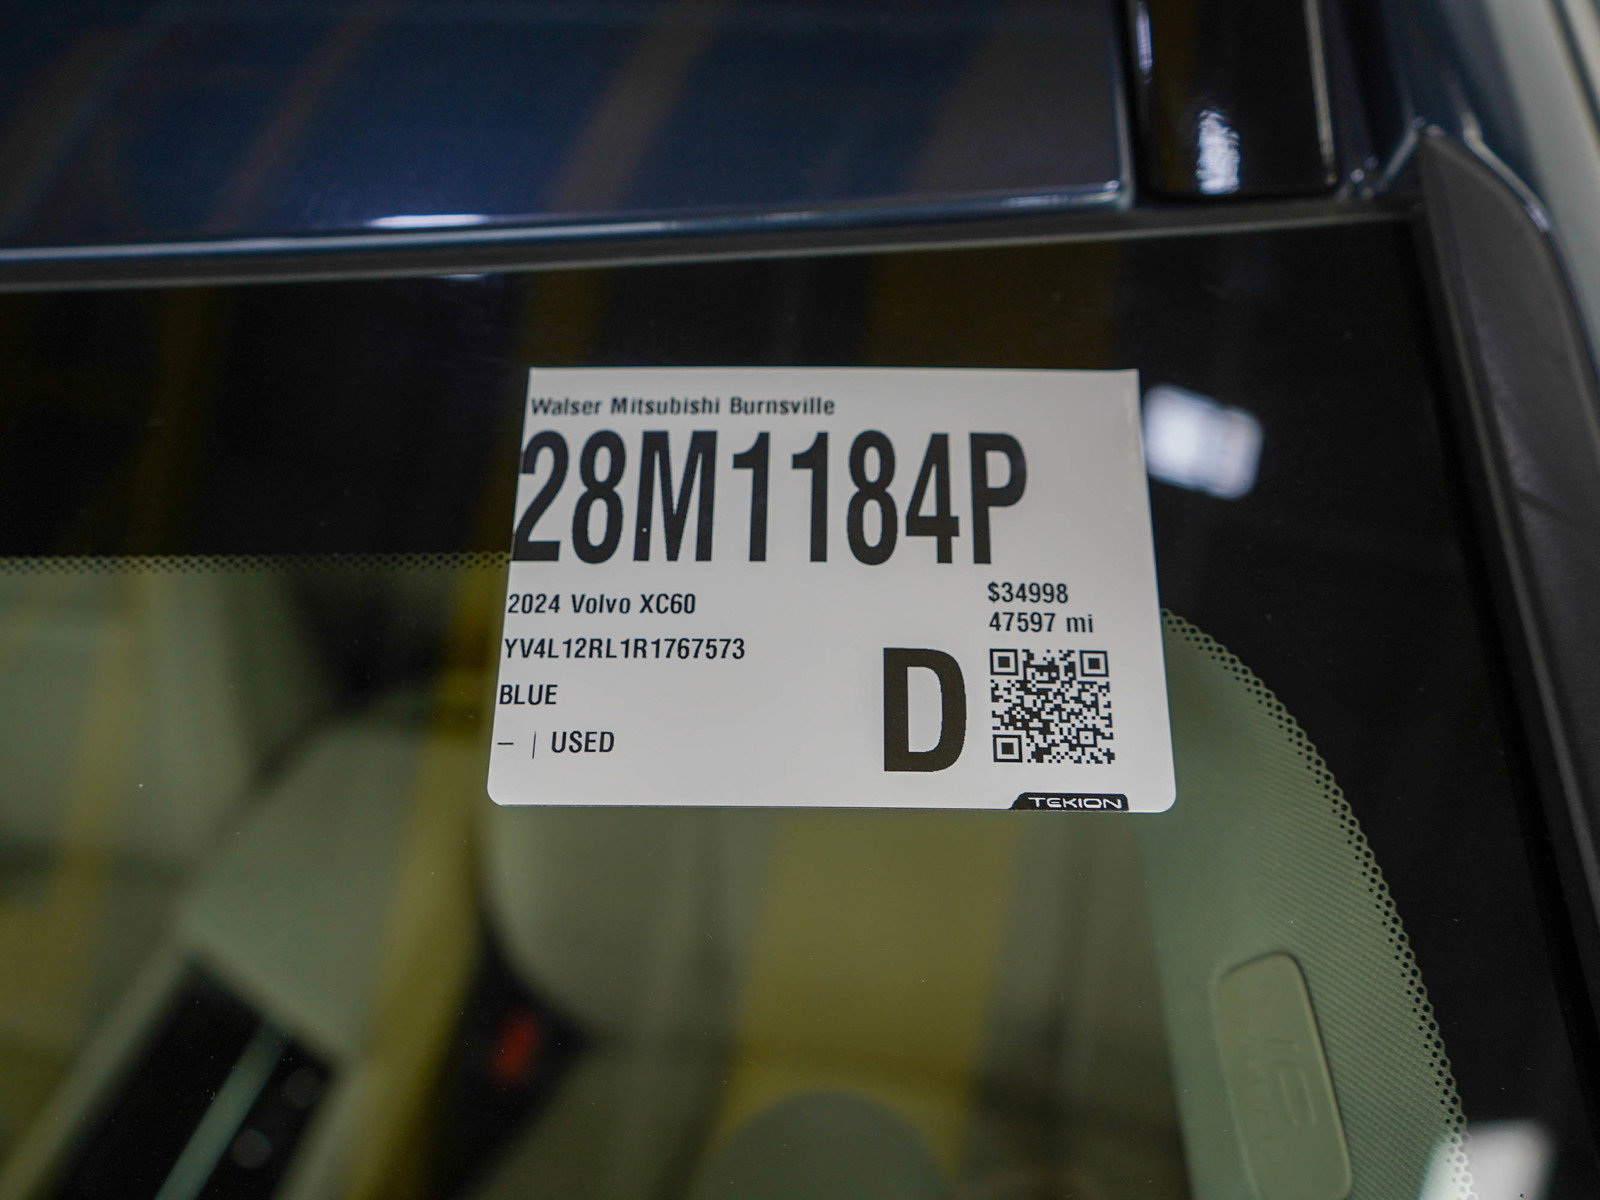 Walser Mitsubishi Burnsville
28M1184P
2024 Volvo XC60
$34998
47597 mi
YV4L12RL1R1767573
BLUE
D
– | USED
TEKION